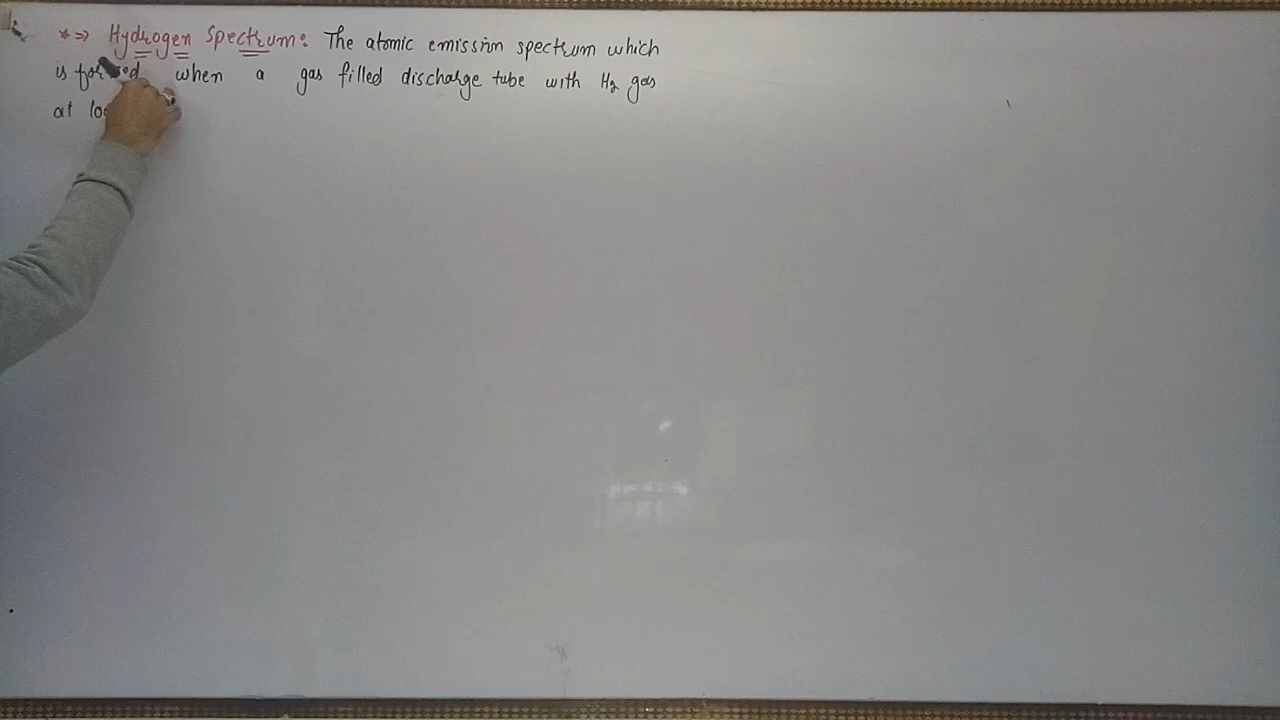 *⇒ Hydrogen Spectrum: The atomic emission spectrum which
is when a gas filled discharge tube with H₂ gas
at